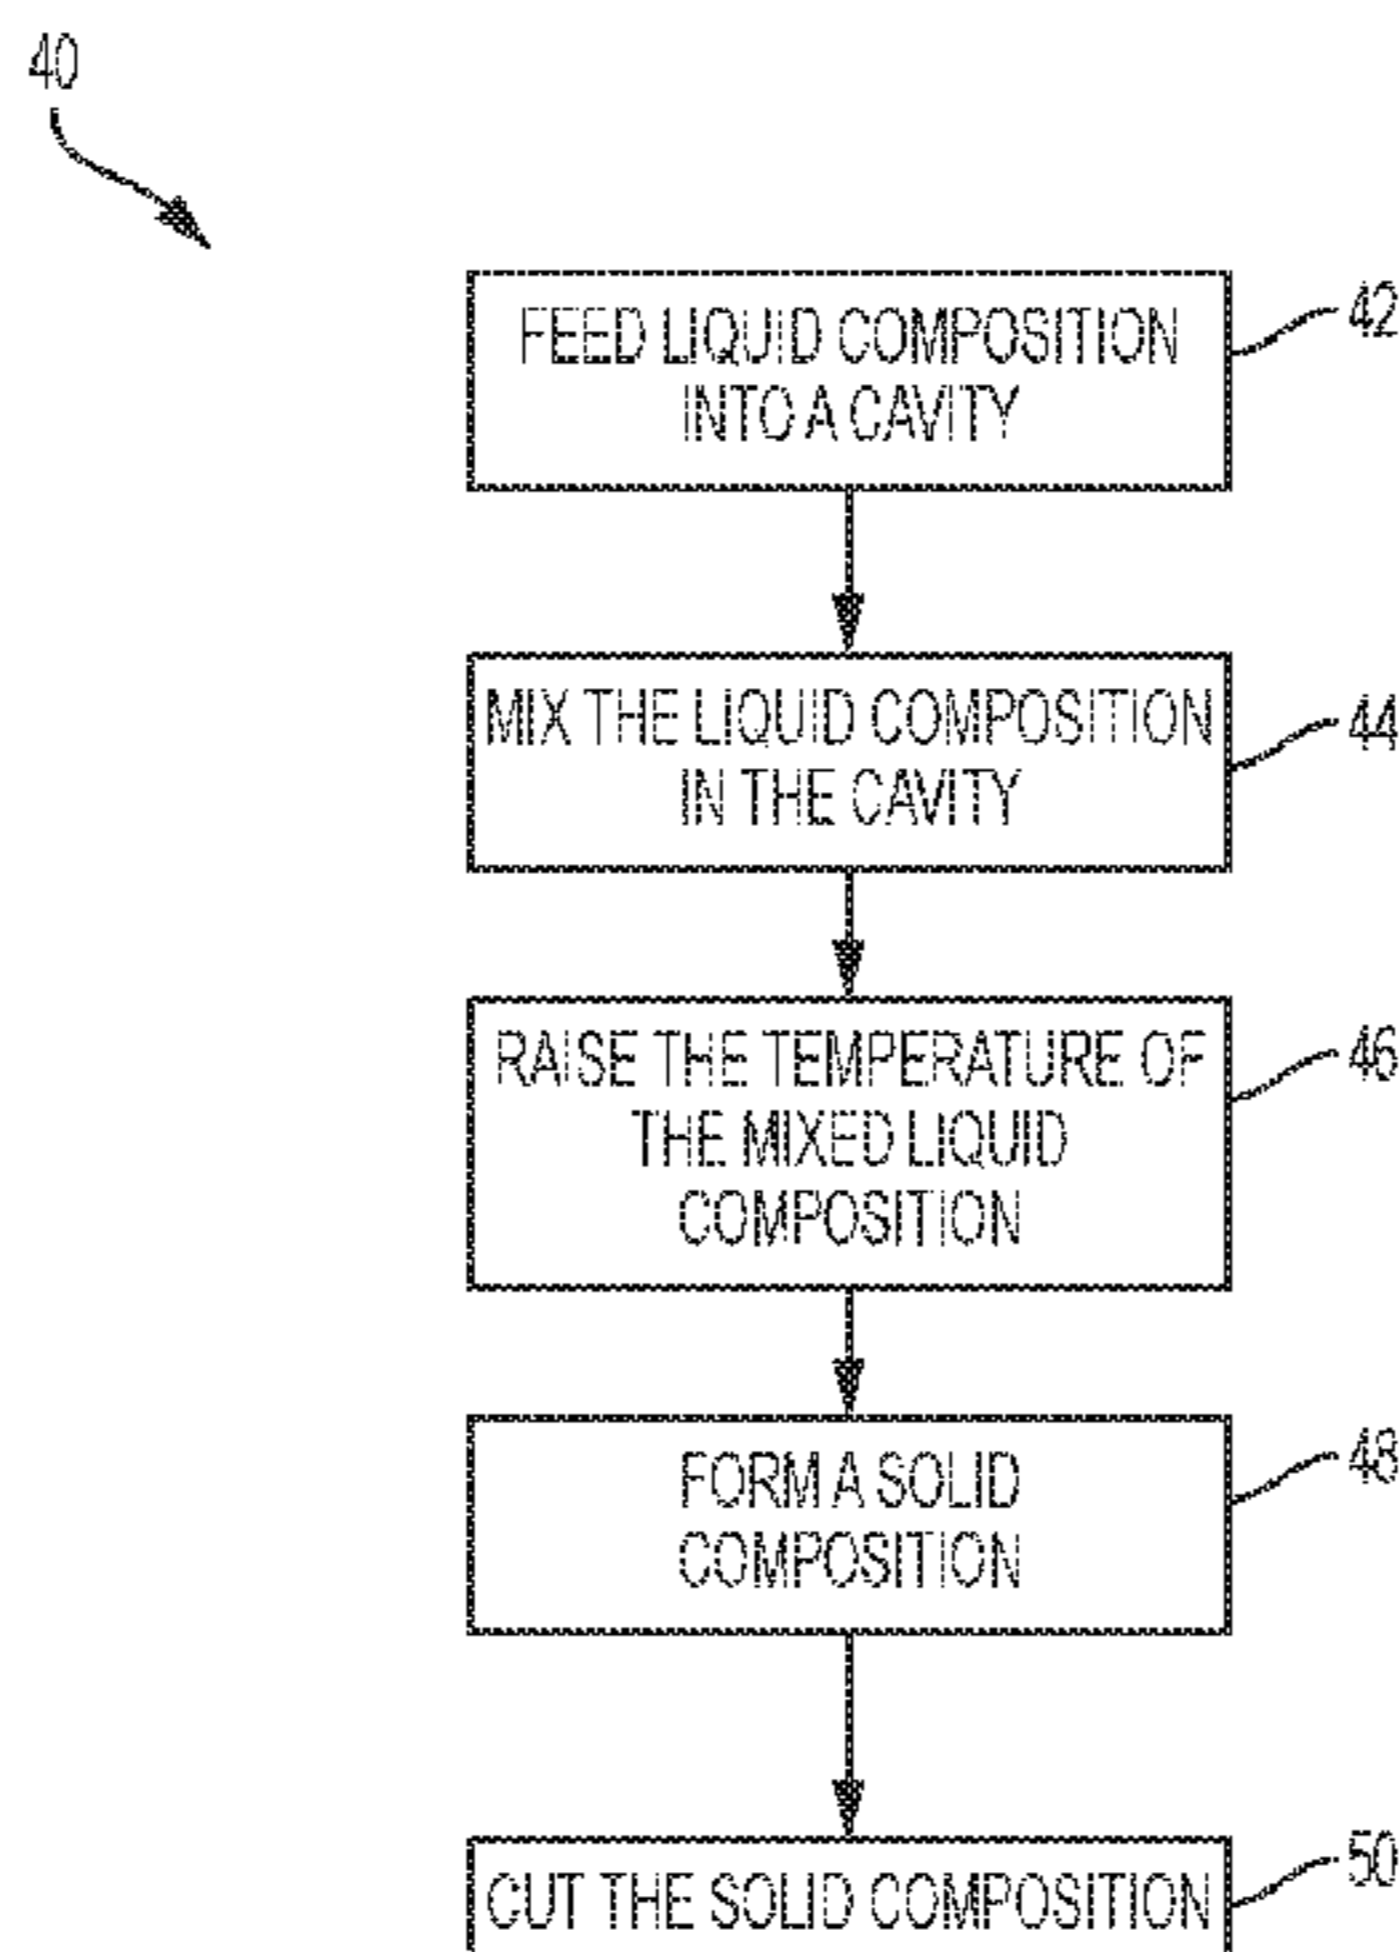 40
FEED LIQUID COMPOSITION
INTO A CAVITY
42
MIX THE LIQUID COMPOSITION
IN THE CAVITY
44
RAISE THE TEMPERATURE OF
THE MIXED LIQUID
COMPOSITION
46
FORM A SOLID
COMPOSITION
48
CUT THE SOLID COMPOSITION
50